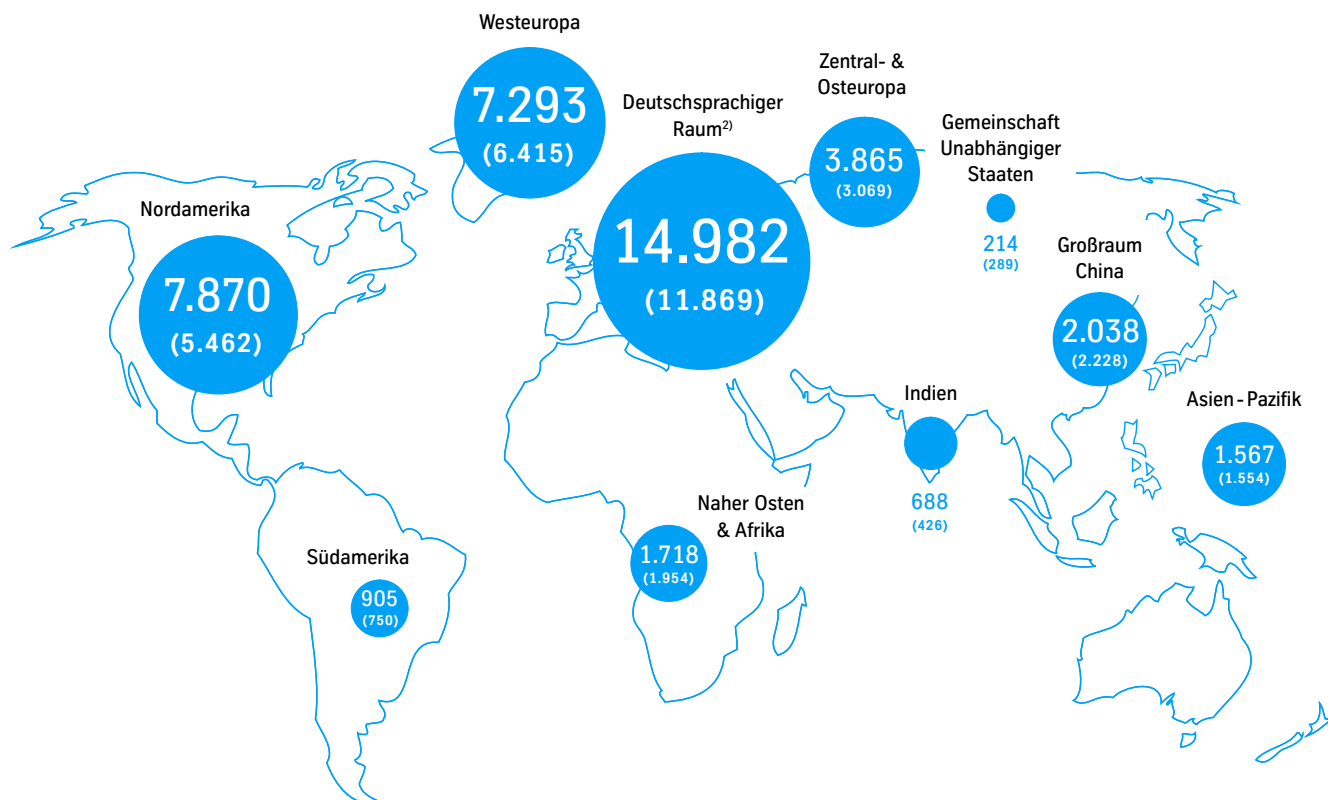 Westeuropa
7.293
(6.415)
Deutschsprachiger
Raum2)
14.982
(11.869)
Zentral- &
Osteuropa
3.865
(3.069)
Gemeinschaft
Unabhängiger
Staaten
214
(289)
Nordamerika
7.870
(5.462)
Großraum
China
2.038
(2.228)
Indien
688
(426)
Asien - Pazifik
1.567
(1.554)
Naher Osten
& Afrika
1.718
(1.954)
Südamerika
905
(750)